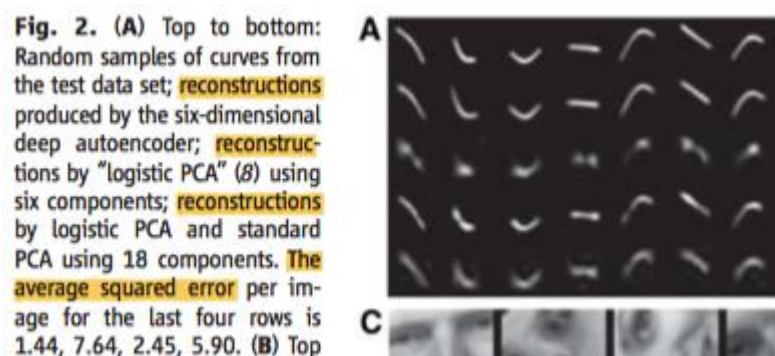 Fig. 2. (A) Top to bottom:
Random samples of curves from
the test data set; reconstructions
produced by the six-dimensional
deep autoencoder; reconstruc-
tions by "logistic PCA" (8) using
six components; reconstructions
by logistic PCA and standard
PCA using 18 components. The
average squared error per im-
age for the last four rows is
1.44, 7.64, 2.45, 5.90. (B) Top
A
C